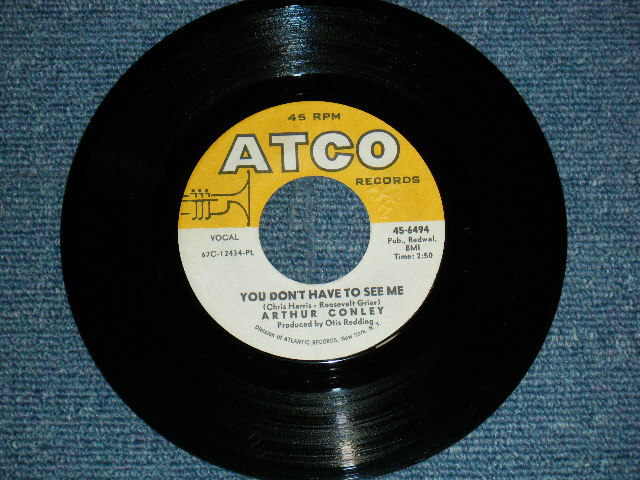 45 RPM
ATCO
RECORDS
VOCAL
67C-12434-PL
45-6494
Pub., Redwal,
BMI
Time: 2:50
YOU DON'T HAVE TO SEE ME
(Chris Harris - Roosevelt Grier)
ARTHUR CONLEY
Produced by Otis Redding
Division of ATLANTIC RECORDS, New York, N. Y.